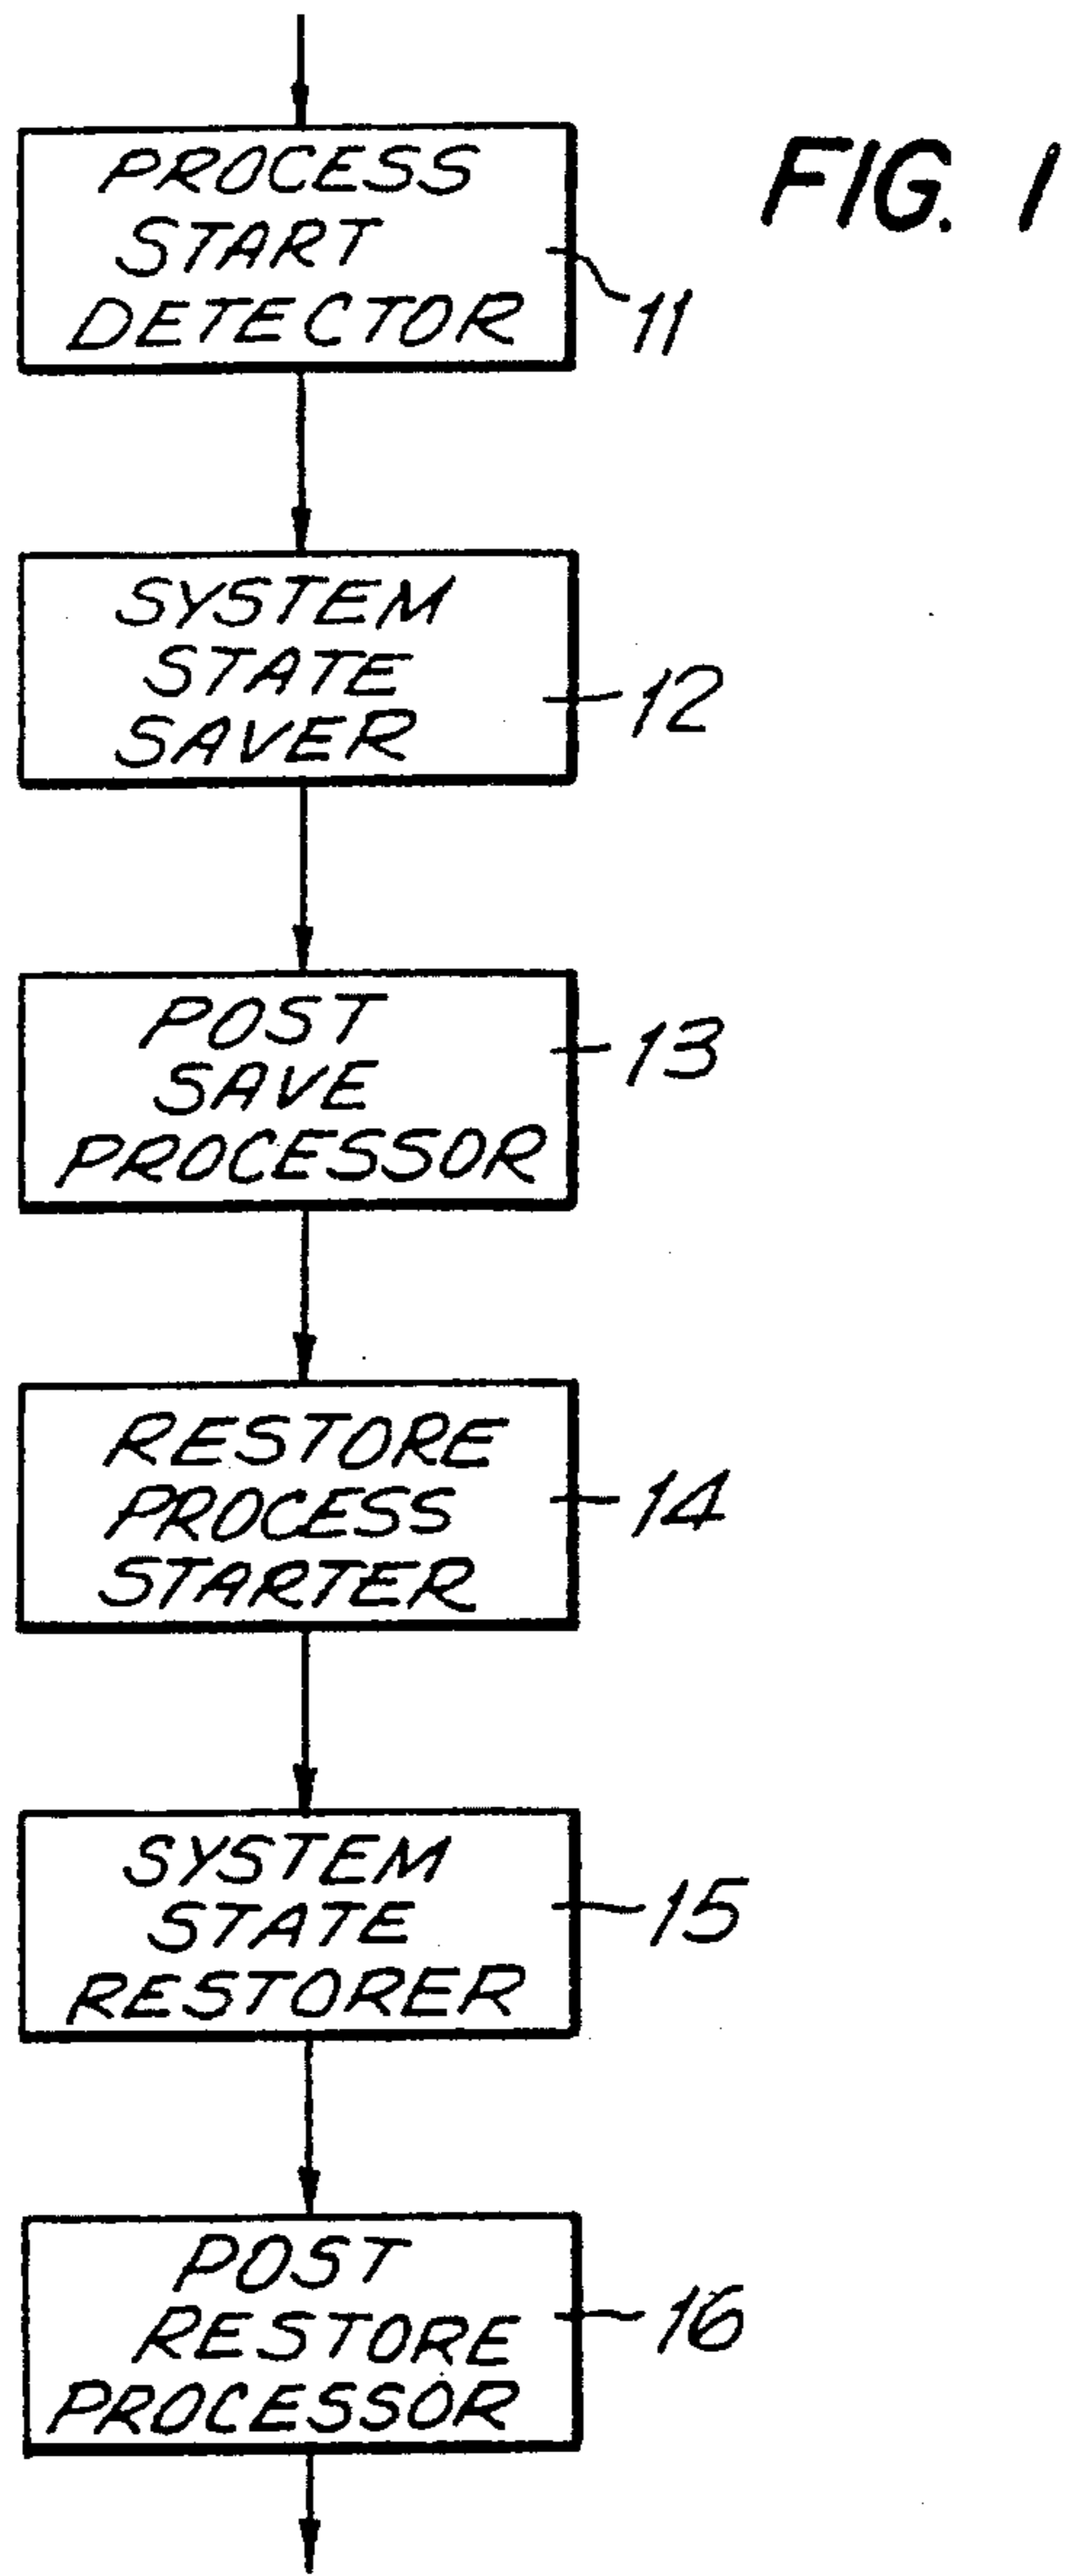 FIG. 1
PROCESS
START
DETECTOR
11
SYSTEM
STATE
SAVER
12
POST
SAVE
PROCESSOR
13
RESTORE
PROCESS
STARTER
14
SYSTEM
STATE
RESTORER
15
POST
RESTORE
PROCESSOR
16